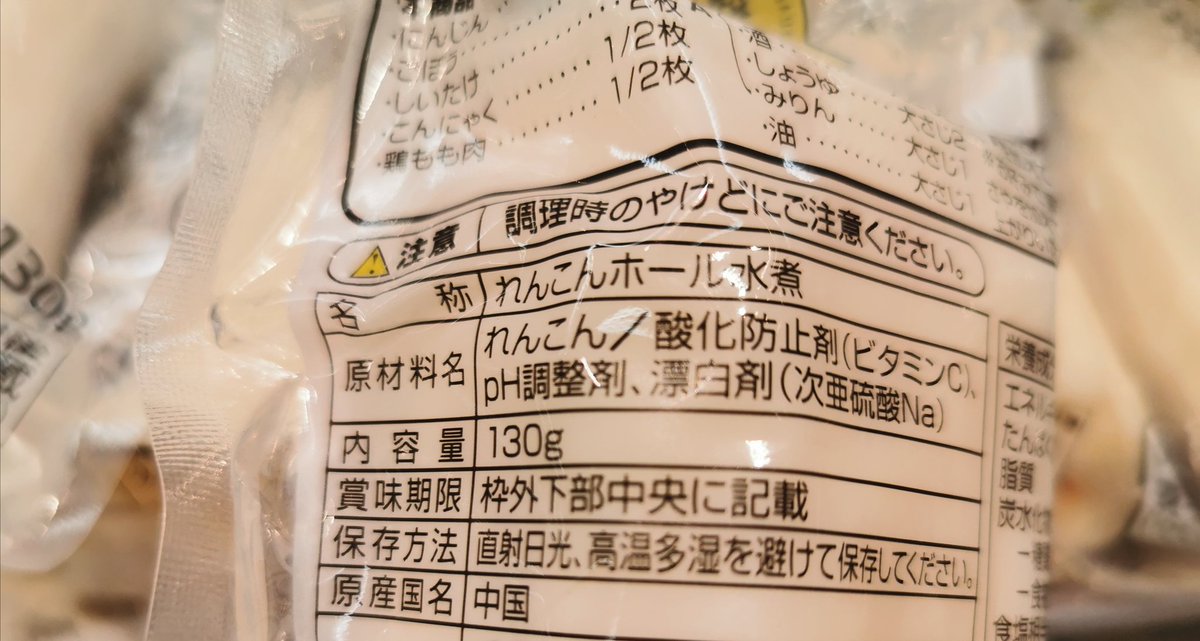 本商品
2枚
・にんじん
1/2枚
・ごぼう
1/2枚
・しいたけ
・こんにゃく
・鶏もも肉
・酒
・しょうゆ 大さじ2
・みりん 大さじ1
・油 大さじ1
注意 調理時のやけどにご注意ください。
名称 れんこんホール水煮
原材料名 れんこん/酸化防止剤(ビタミンC)、
pH調整剤、漂白剤(次亜硫酸Na)
内容量 130g
賞味期限 枠外下部中央に記載
保存方法 直射日光、高温多湿を避けて保存してください。
原産国名 中国
栄養成
エネルギ
たんぱく
脂質
炭水化
130g